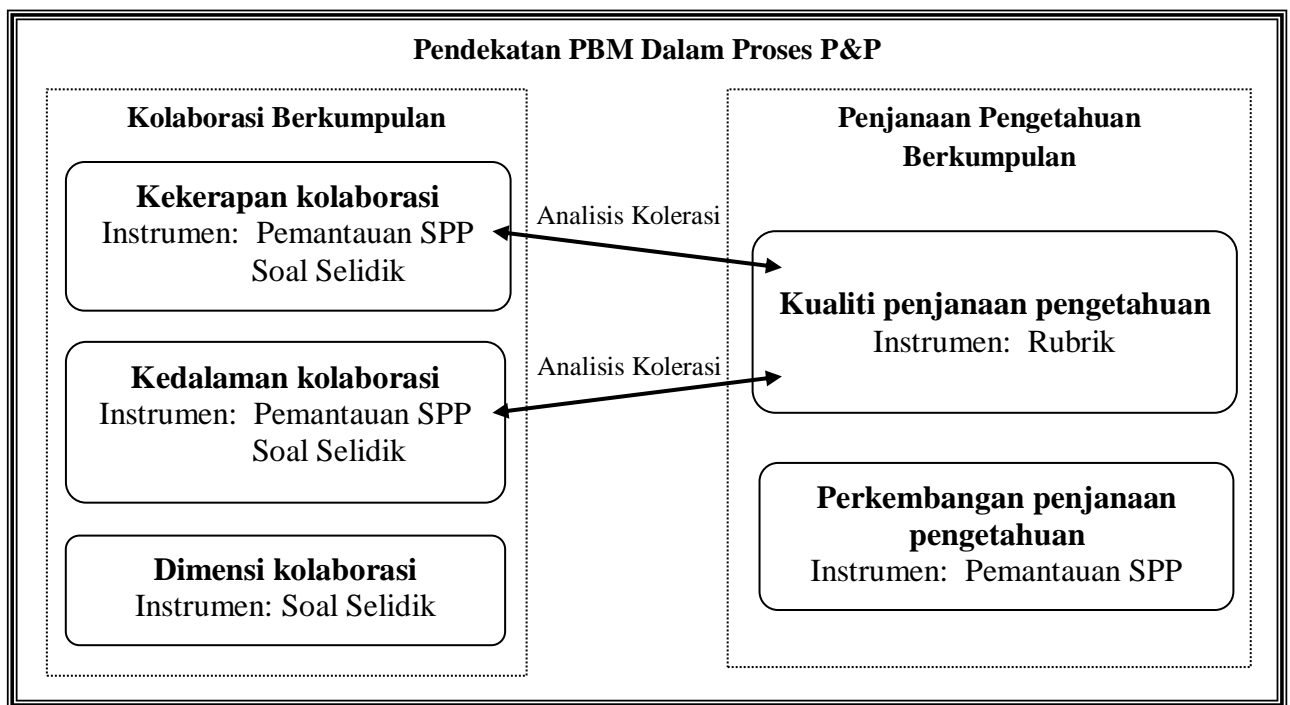 Pendekatan PBM Dalam Proses P&P
Kolaborasi Berkumpulan
Kekerapan kolaborasi
Instrumen: Pemantauan SPP
Soal Selidik
Kedalaman kolaborasi
Instrumen: Pemantauan SPP
Soal Selidik
Dimensi kolaborasi
Instrumen: Soal Selidik
Analisis Kolerasi
Analisis Kolerasi
Penjanaan Pengetahuan
Berkumpulan
Kualiti penjanaan pengetahuan
Instrumen: Rubrik
Perkembangan penjanaan
pengetahuan
Instrumen: Pemantauan SPP